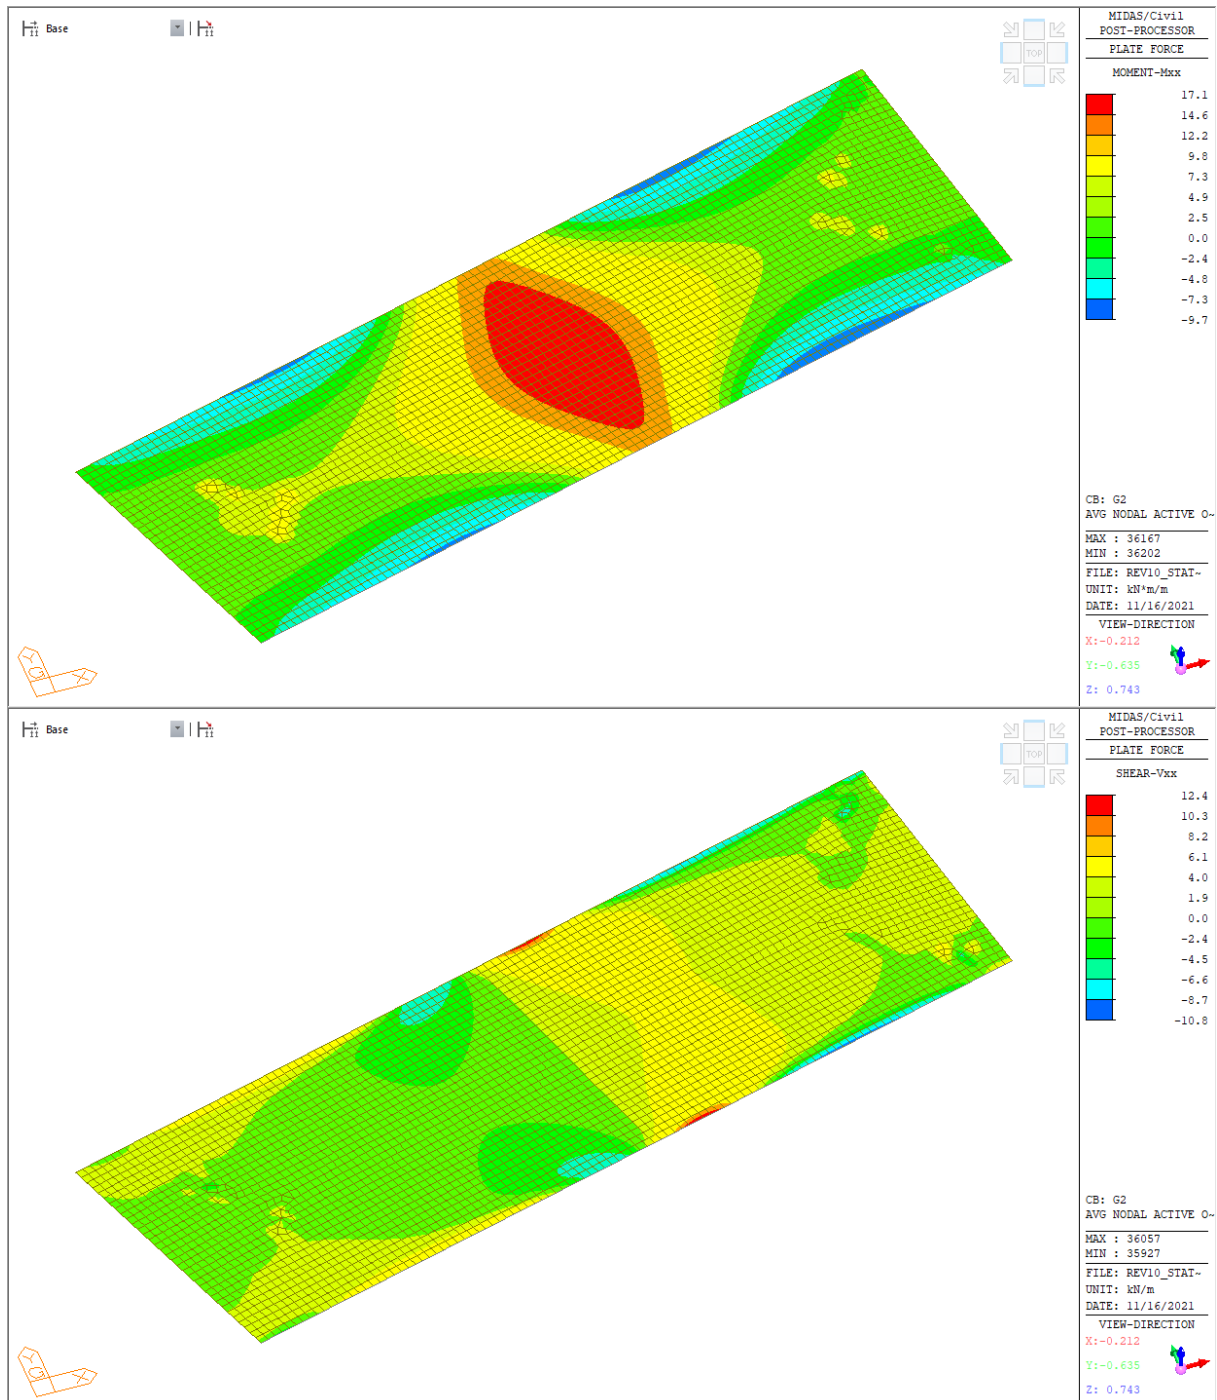 Base
TOP
MIDAS/Civil
POST-PROCESSOR
PLATE FORCE
MOMENT-Mxx
17.1
14.6
12.2
9.8
7.3
4.9
2.5
0.0
-2.4
-4.8
-7.3
-9.7
CB: G2
AVG NODAL ACTIVE O~
MAX : 36167
MIN : 36202
FILE: REV10_STAT~
UNIT: kN*m/m
DATE: 11/16/2021
VIEW-DIRECTION
X:-0.212
Y:-0.635
Z: 0.743
Y
G
X
Base
TOP
MIDAS/Civil
POST-PROCESSOR
PLATE FORCE
SHEAR-Vxx
12.4
10.3
8.2
6.1
4.0
1.9
0.0
-2.4
-4.5
-6.6
-8.7
-10.8
CB: G2
AVG NODAL ACTIVE O~
MAX : 36057
MIN : 35927
FILE: REV10_STAT~
UNIT: kN/m
DATE: 11/16/2021
VIEW-DIRECTION
X:-0.212
Y:-0.635
Z: 0.743
Y
G
X